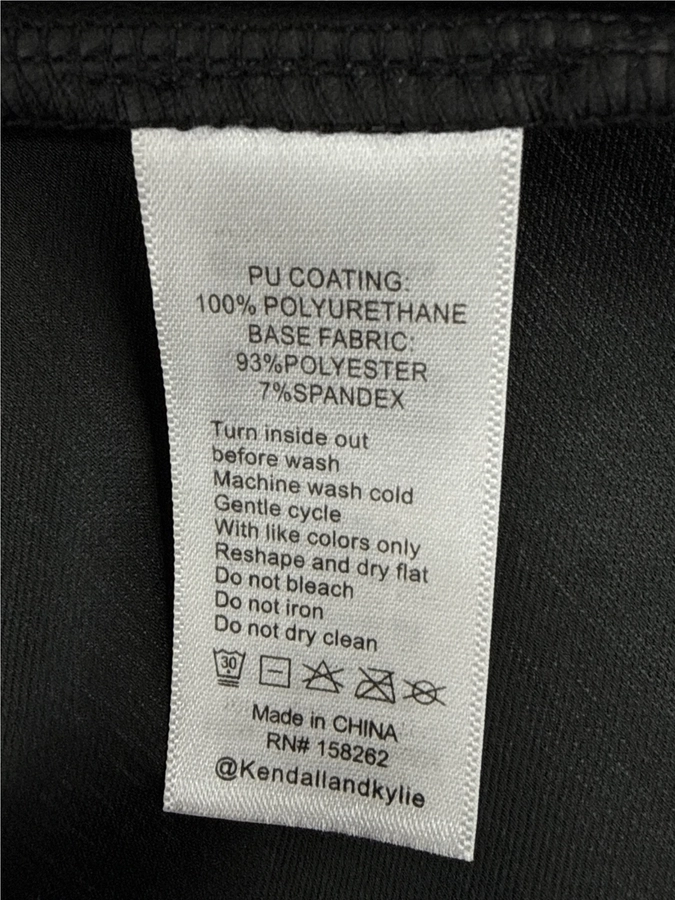 PU COATING:
100% POLYURETHANE
BASE FABRIC:
93%POLYESTER
7%SPANDEX
Turn inside out
before wash
Machine wash cold
Gentle cycle
With like colors only
Reshape and dry flat
Do not bleach
Do not iron
Do not dry clean
30
Made in CHINA
RN# 158262
@Kendallandkylie